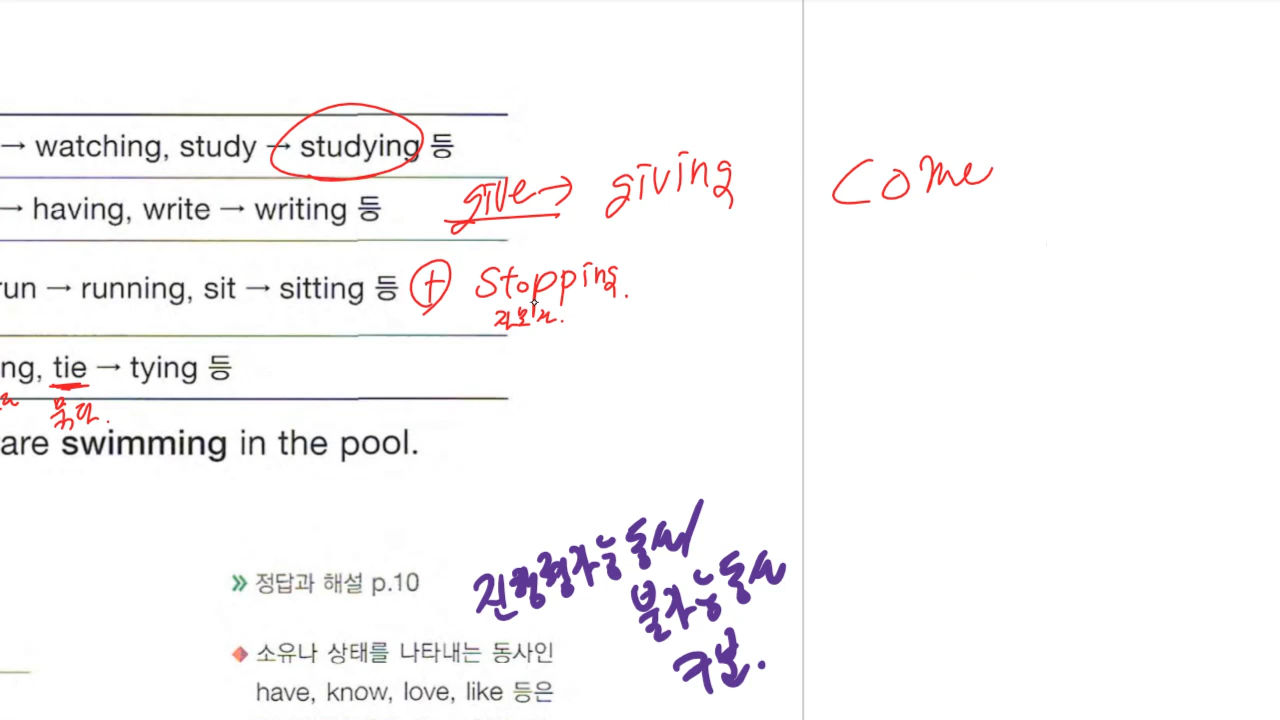 → watching, study → studying 등
give → giving
come
→ having, write → writing 등
run → running, sit → sitting 등 + stopping.
ng, tie → tying 등
묶다.
are swimming in the pool.
진행형가능동사/
불가능동사
구분.
» 정답과 해설 p.10
소유나 상태를 나타내는 동사인
have, know, love, like 등은